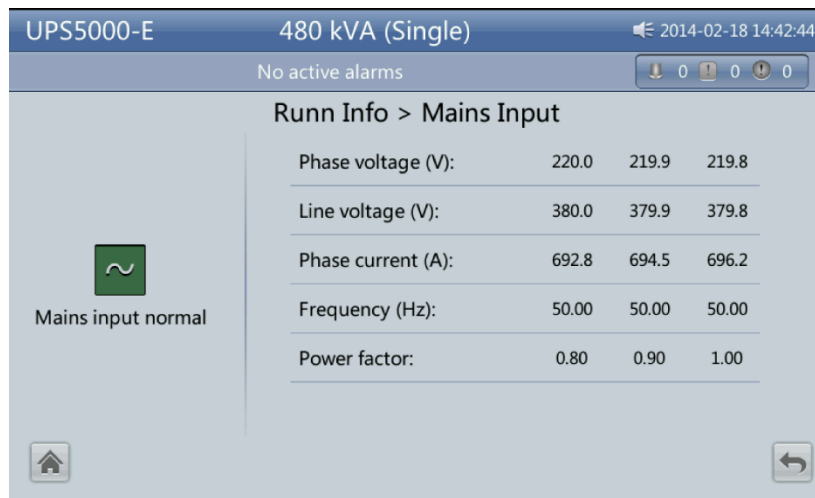 UPS5000-E 480 kVA (Single) 2014-02-18 14:42:44
No active alarms 0 0 0
Runn Info > Mains Input
Phase voltage (V): 220.0 219.9 219.8
Line voltage (V): 380.0 379.9 379.8
Phase current (A): 692.8 694.5 696.2
Mains input normal
Frequency (Hz): 50.00 50.00 50.00
Power factor: 0.80 0.90 1.00